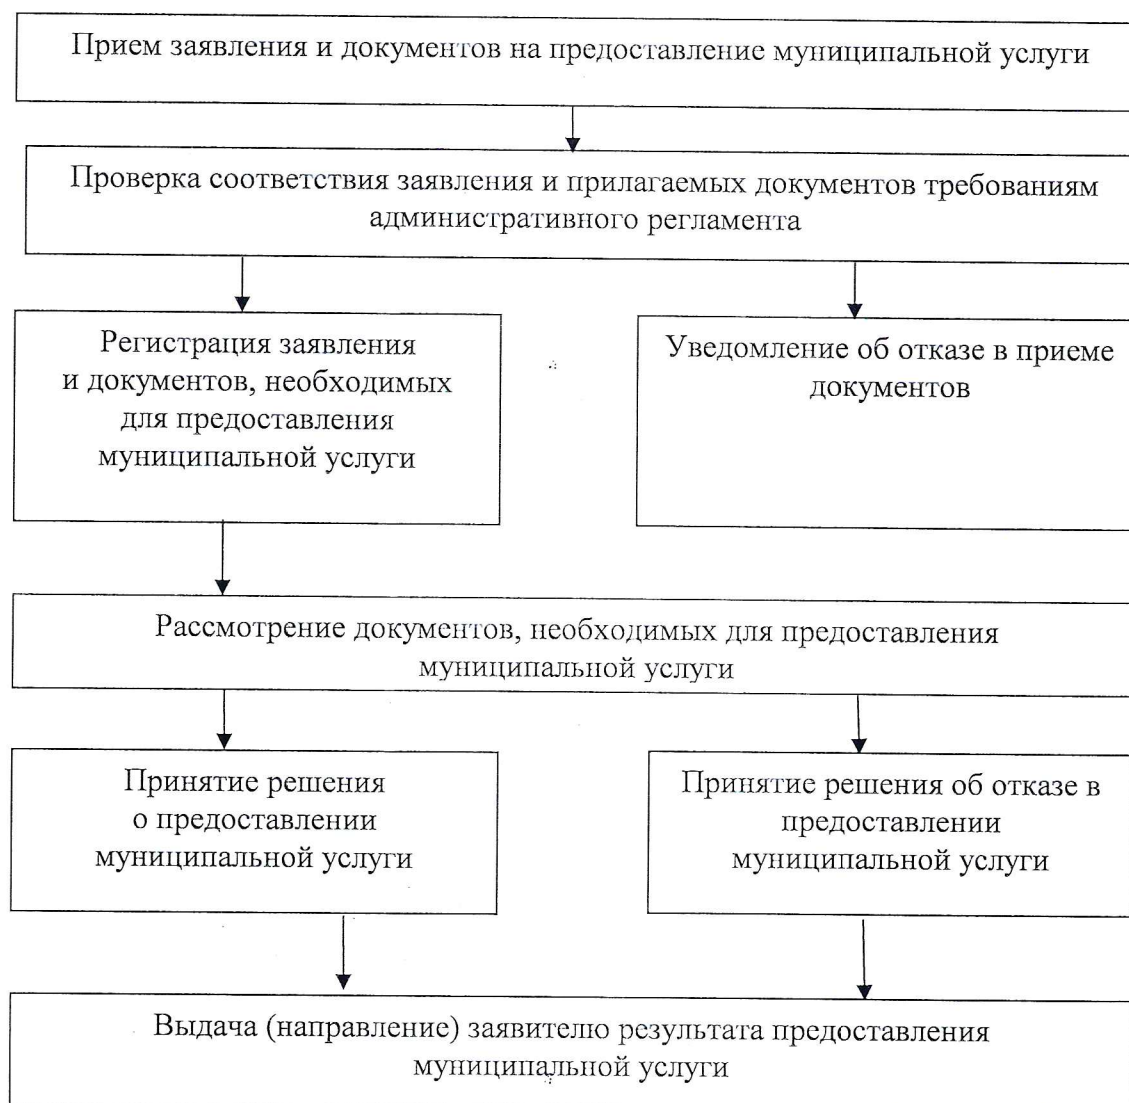 Прием заявления и документов на предоставление муниципальной услуги
Проверка соответствия заявления и прилагаемых документов требованиям
административного регламента
Регистрация заявления
и документов, необходимых
для предоставления
муниципальной услуги
Уведомление об отказе в приеме
документов
Рассмотрение документов, необходимых для предоставления
муниципальной услуги
Принятие решения
о предоставлении
муниципальной услуги
Принятие решения об отказе в
предоставлении
муниципальной услуги
Выдача (направление) заявителю результата предоставления
муниципальной услуги